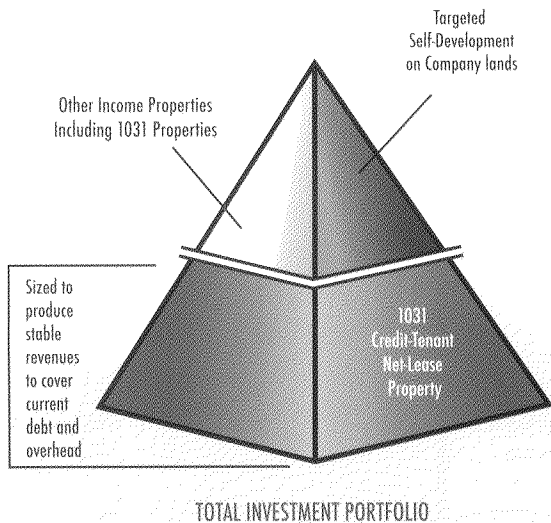 Targeted
Self-Development
on Company lands
Other Income Properties
Including 1031 Properties
Sized to
produce
stable
revenues
to cover
current
debt and
overhead
1031
Credit-Tenant
Net-Lease
Property
TOTAL INVESTMENT PORTFOLIO